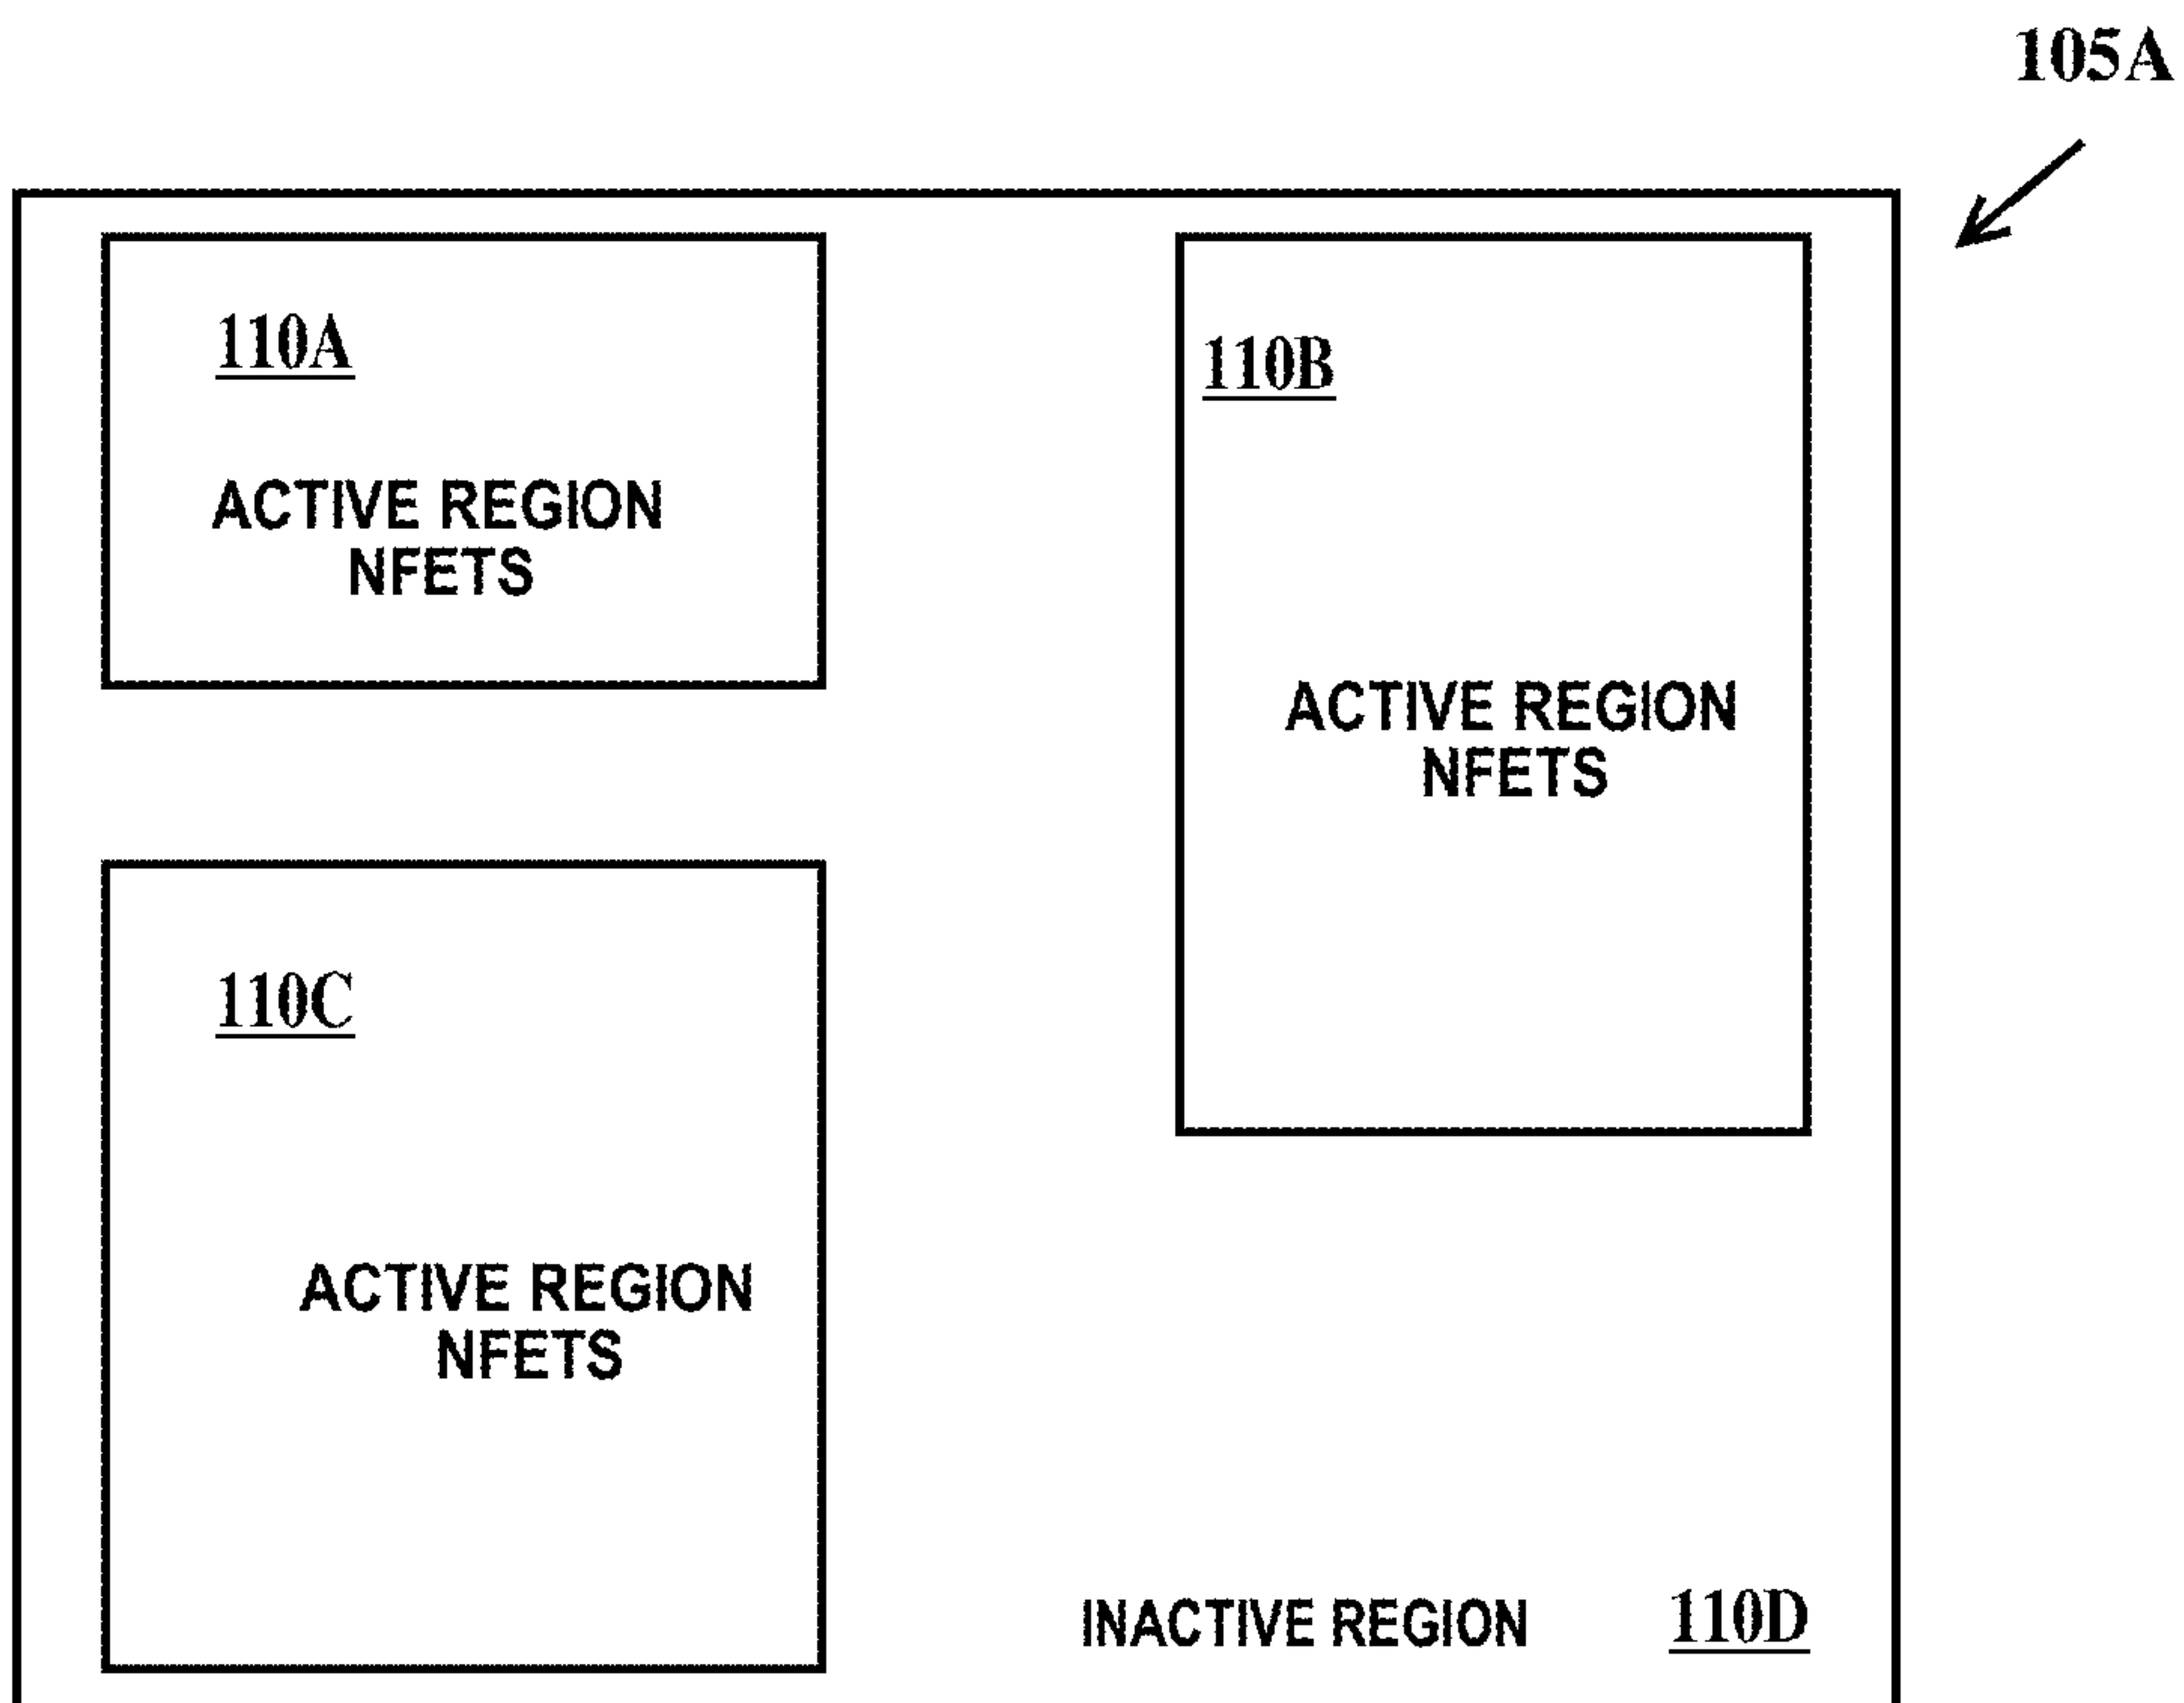 105A
110A
ACTIVE REGION
NFETS
110B
ACTIVE REGION
NFETS
110C
ACTIVE REGION
NFETS
INACTIVE REGION 110D